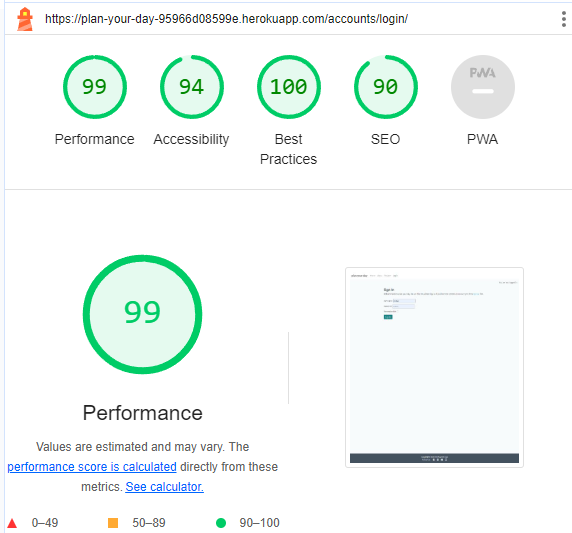 https://plan-your-day-95966d08599e.herokuapp.com/accounts/login/
99 94 100 90 PWA
Performance Accessibility Best Practices SEO PWA
99
Performance
Values are estimated and may vary. The
performance score is calculated directly from these
metrics. See calculator.
0–49 50–89 90–100
Sign In